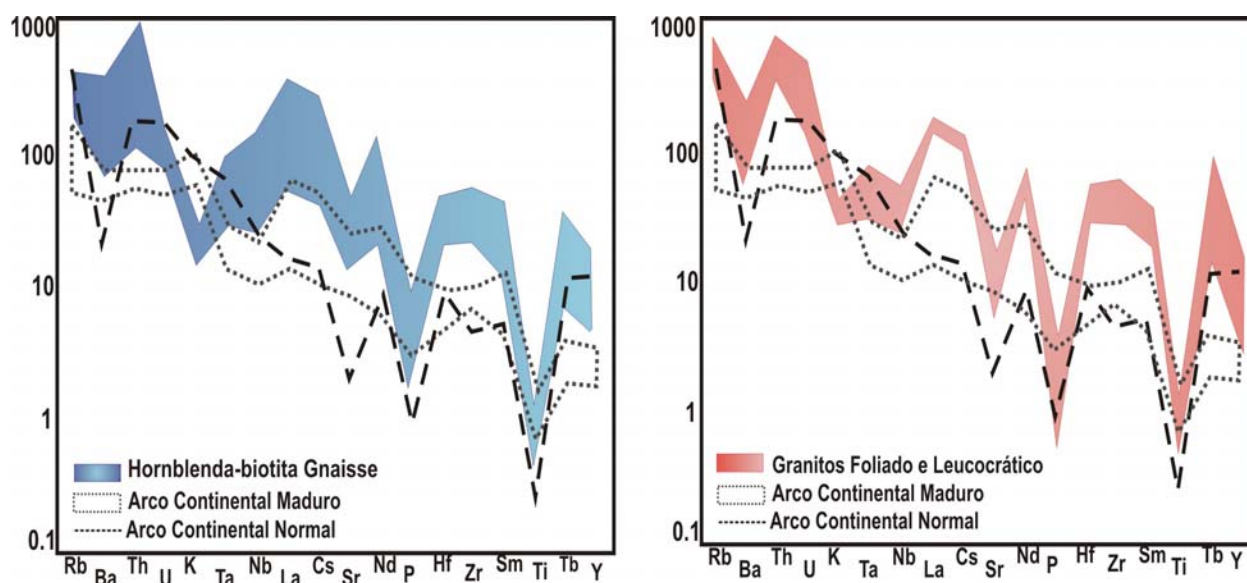 1000
100
10
1
0.1
Hornblenda-biotita Gnaisse
Arco Continental Maduro
Arco Continental Normal
Rb Ba Th U K Ta Nb La Cs Sr Nd P Hf Zr Sm Ti Tb Y
1000
100
10
1
0.1
Granitos Foliado e Leucocrático
Arco Continental Maduro
Arco Continental Normal
Rb Ba Th U K Ta Nb La Cs Sr Nd P Hf Zr Sm Ti Tb Y